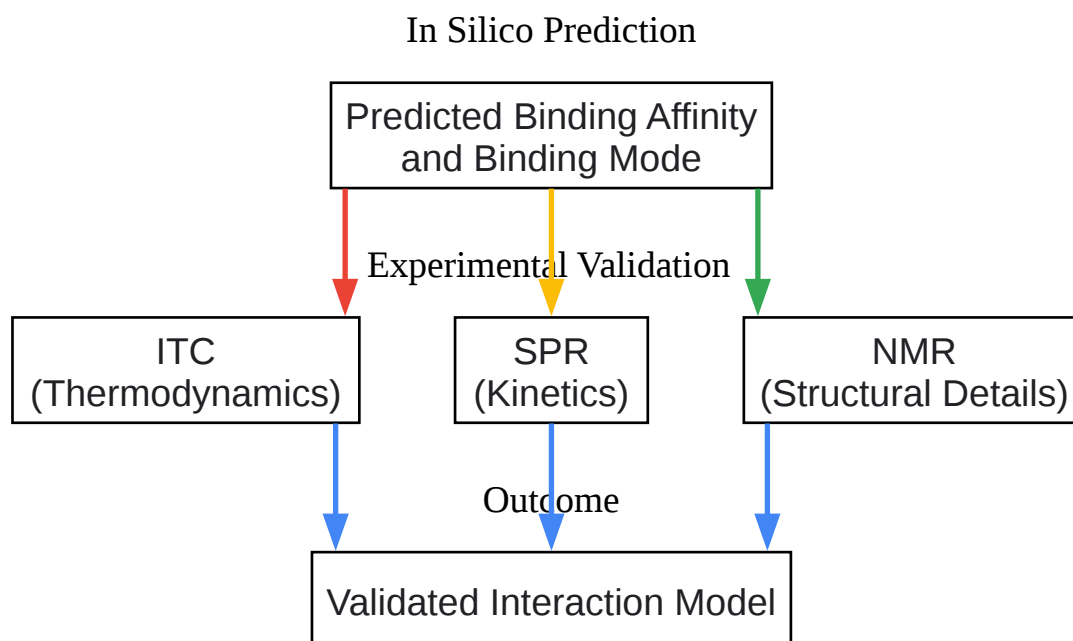 In Silico Prediction
Predicted Binding Affinity
and Binding Mode
Experimental Validation
ITC
(Thermodynamics)
SPR
(Kinetics)
NMR
(Structural Details)
Outcome
Validated Interaction Model